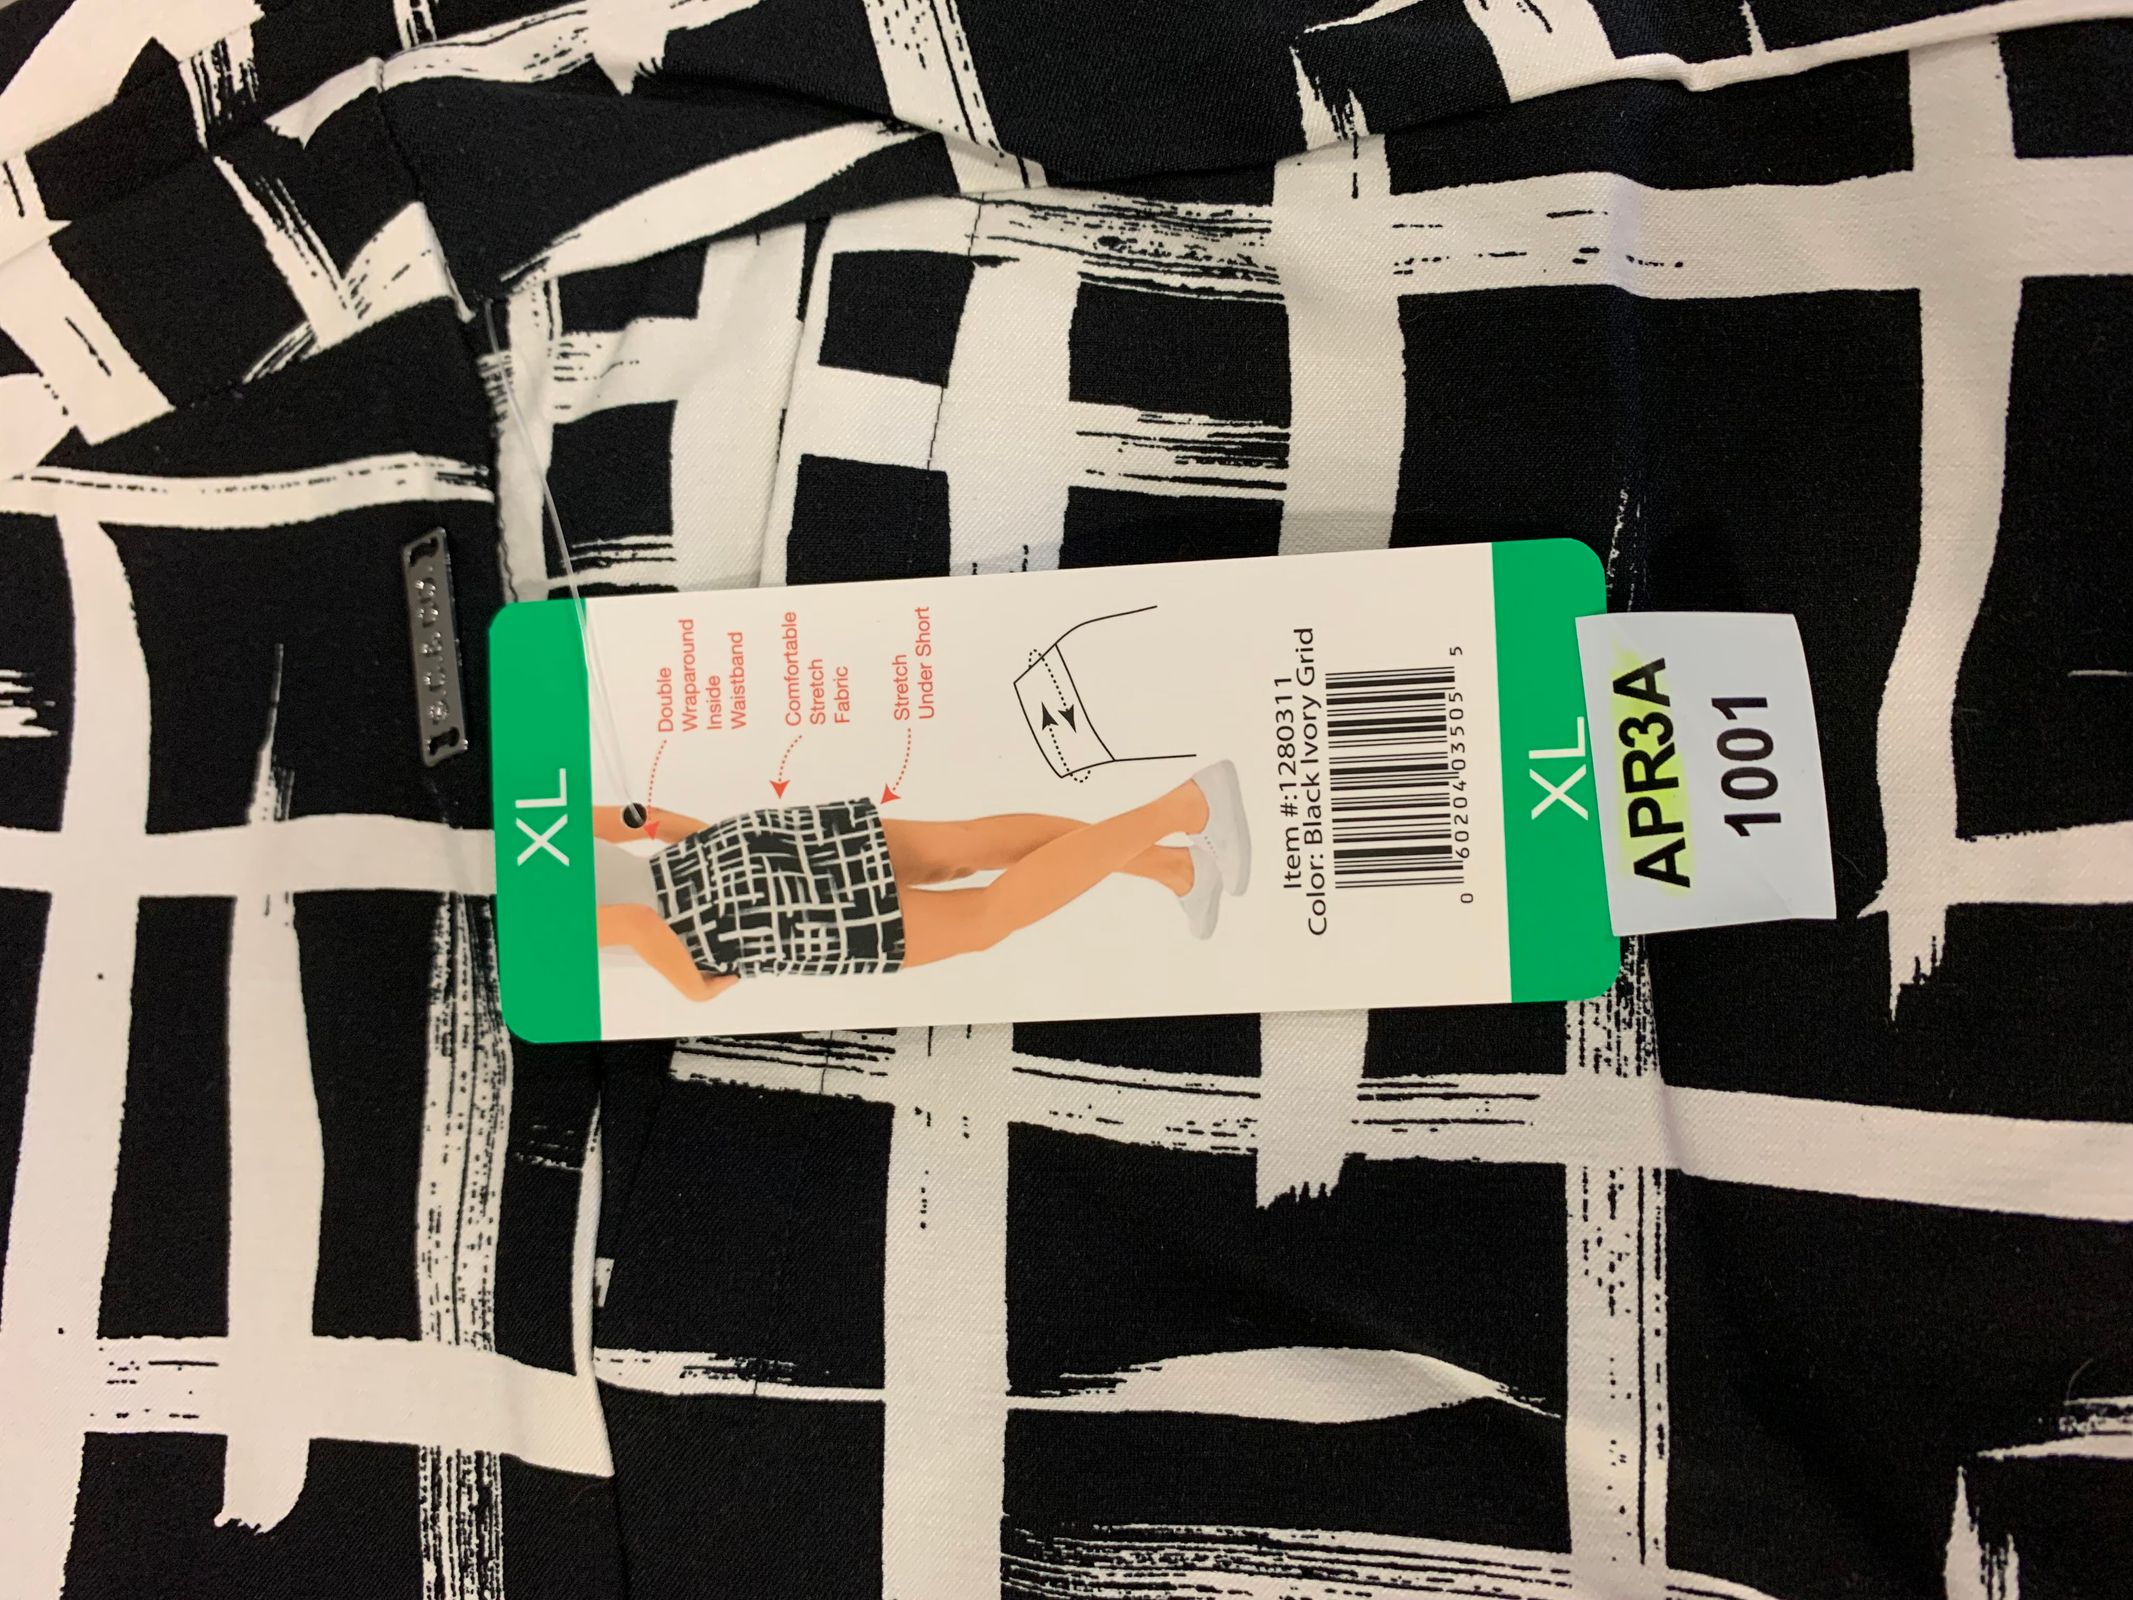 XL
Double
Wraparound
Inside
Waistband
Comfortable
Stretch
Fabric
Stretch
Under Short
Item #:1280311
Color: Black Ivory Grid
0 60204 03505 5
XL
APR3A
1001